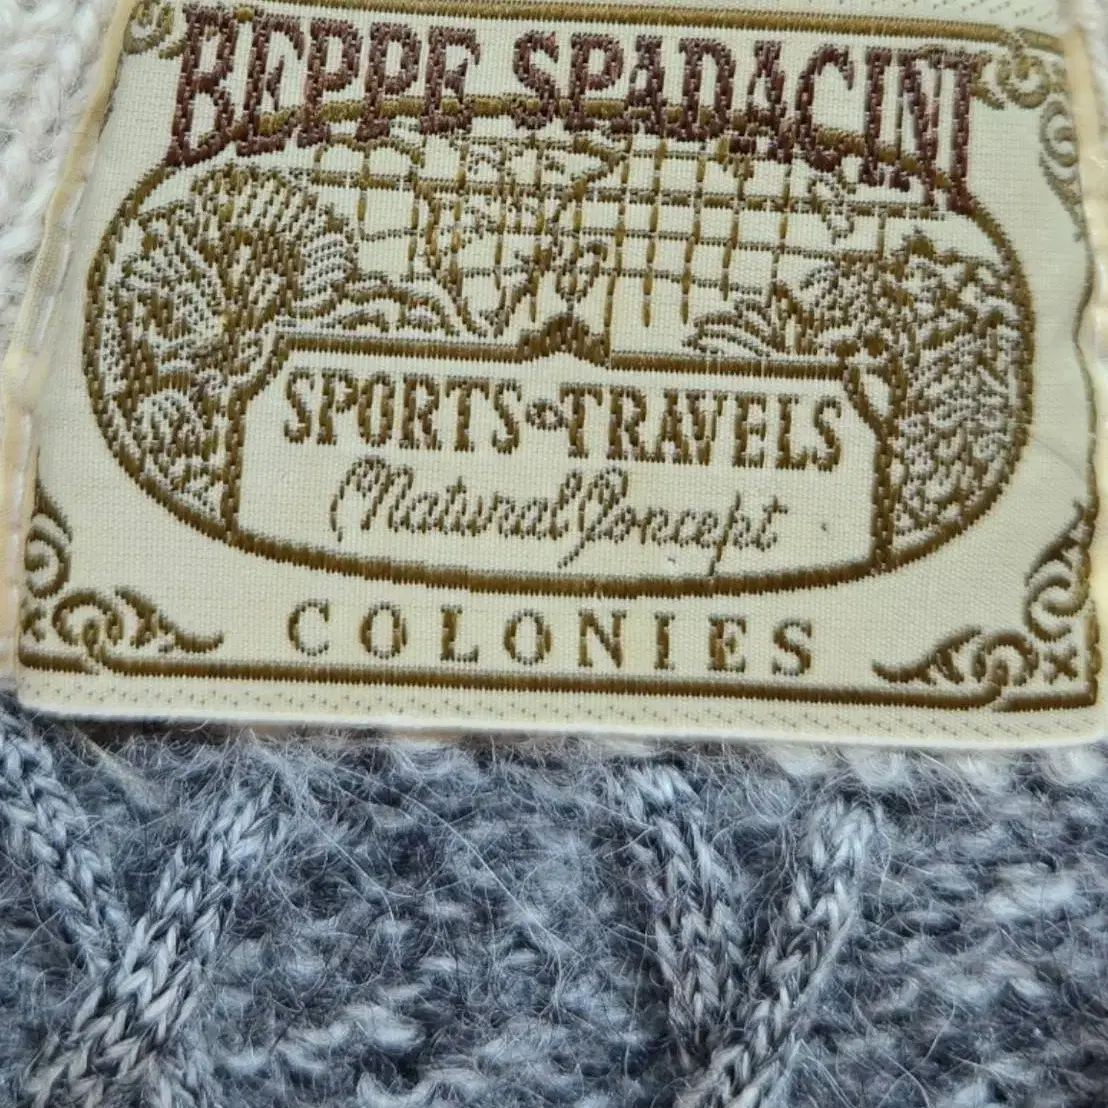 BEPPE SPADACINI
SPORTS & TRAVELS
Natural Concept
COLONIES